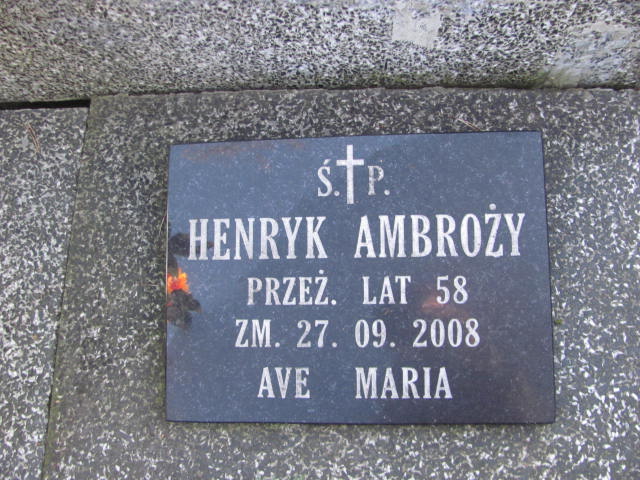 Ś.P.
HENRYK AMBROŻY
PRZEŻ. LAT 58
ZM. 27. 09. 2008
AVE MARIA